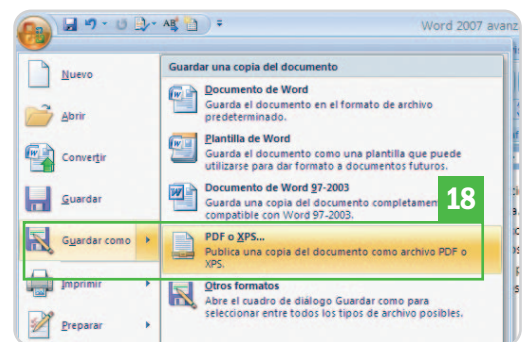 Word 2007 avanz
Nuevo
Abrir
Convertir
Guardar
Guardar como
Imprimir
Preparar
Guardar una copia del documento
Documento de Word
Guarda el documento en el formato de archivo
predeterminado.
Plantilla de Word
Guarda el documento como una plantilla que puede
utilizarse para dar formato a documentos futuros.
Documento de Word 97-2003
Guarda una copia del documento completamen
compatible con Word 97-2003.
18
PDF o XPS...
Publica una copia del documento como archivo PDF o
XPS.
Otros formatos
Abre el cuadro de diálogo Guardar como para
seleccionar entre todos los tipos de archivo posibles.